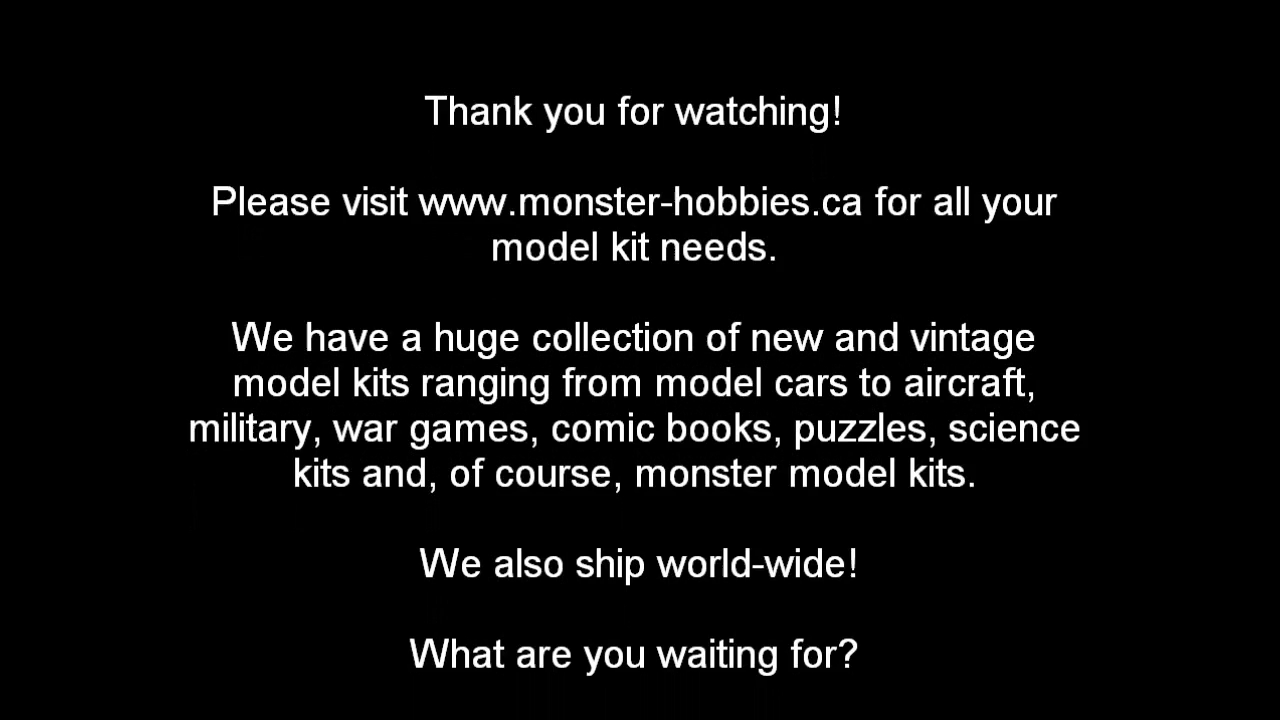 Thank you for watching!
Please visit www.monster-hobbies.ca for all your
model kit needs.
We have a huge collection of new and vintage
model kits ranging from model cars to aircraft,
military, war games, comic books, puzzles, science
kits and, of course, monster model kits.
We also ship world-wide!
What are you waiting for?